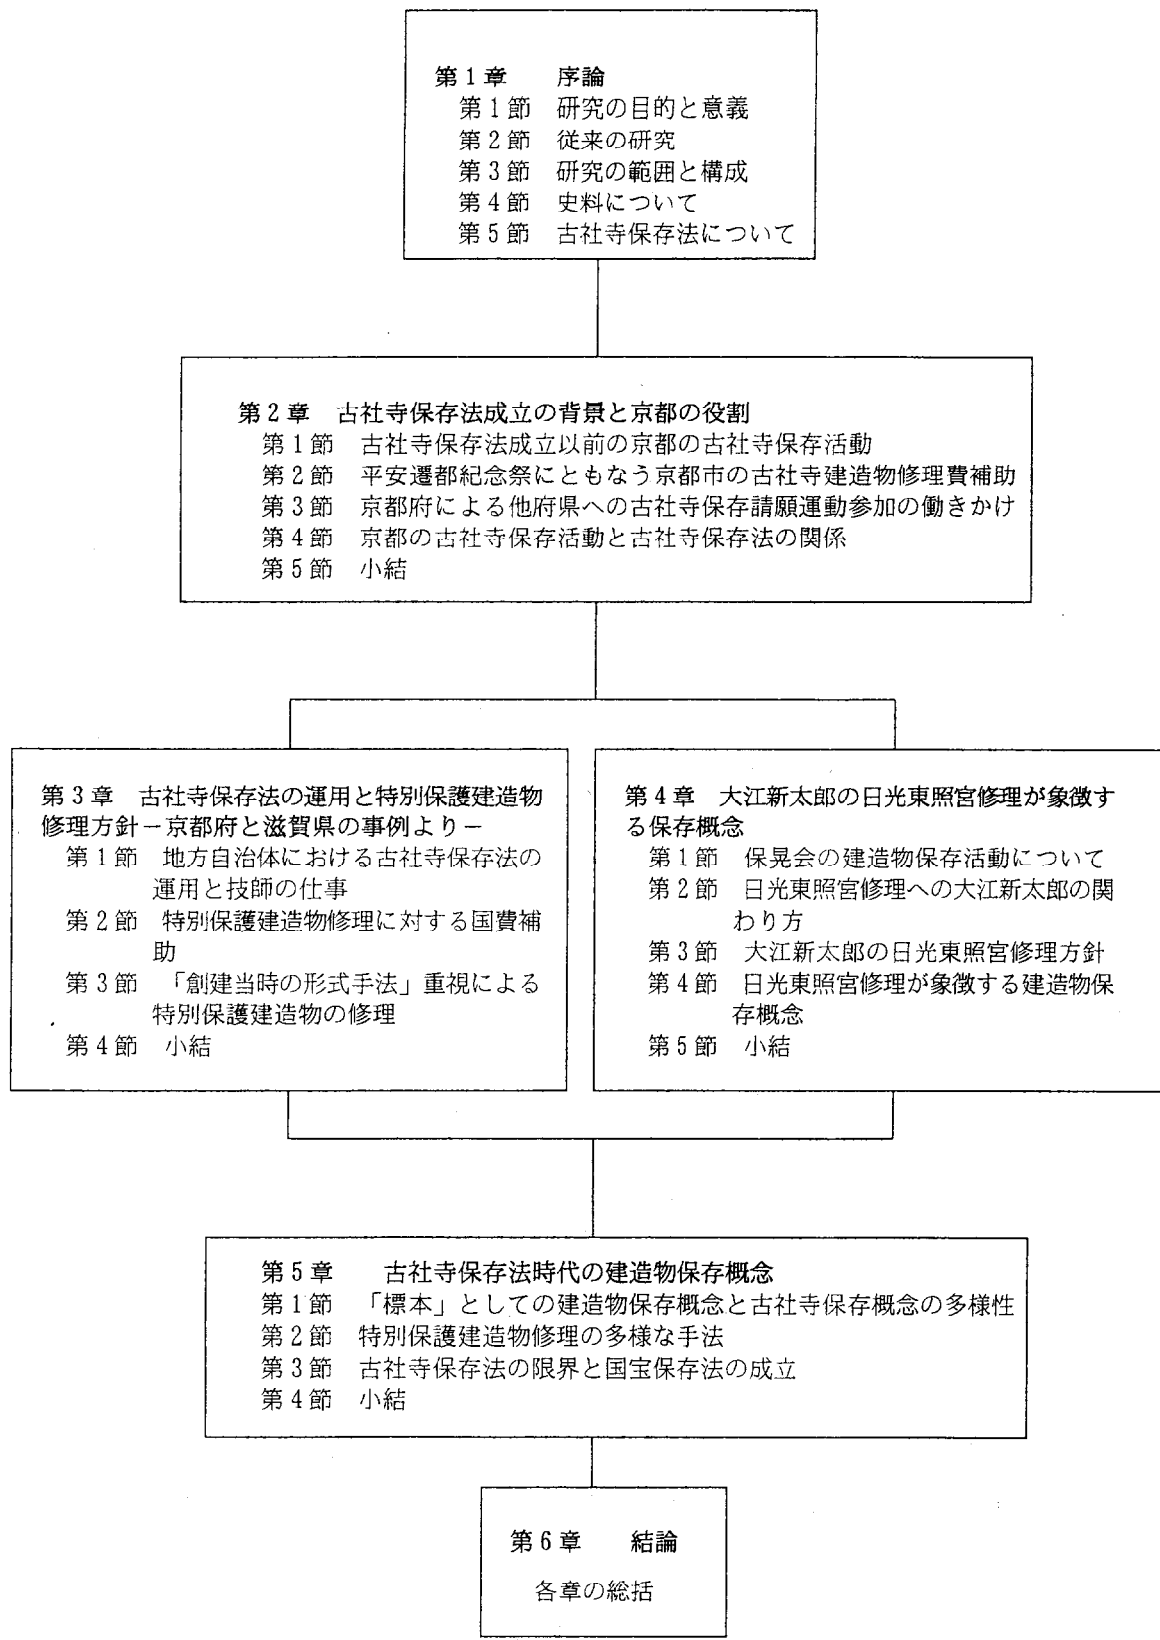 第1章　序論
第1節　研究の目的と意義
第2節　従来の研究
第3節　研究の範囲と構成
第4節　史料について
第5節　古社寺保存法について
第2章　古社寺保存法成立の背景と京都の役割
第1節　古社寺保存法成立以前の京都の古社寺保存活動
第2節　平安遷都紀念祭にともなう京都市の古社寺建造物修理費補助
第3節　京都府による他府県への古社寺保存請願運動参加の働きかけ
第4節　京都の古社寺保存活動と古社寺保存法の関係
第5節　小結
第3章　古社寺保存法の運用と特別保護建造物
修理方針－京都府と滋賀県の事例より－
第1節　地方自治体における古社寺保存法の
運用と技師の仕事
第2節　特別保護建造物修理に対する国費補
助
第3節　「創建当時の形式手法」重視による
特別保護建造物の修理
第4節　小結
第4章　大江新太郎の日光東照宮修理が象徴す
る保存概念
第1節　保晃会の建造物保存活動について
第2節　日光東照宮修理への大江新太郎の関
わり方
第3節　大江新太郎の日光東照宮修理方針
第4節　日光東照宮修理が象徴する建造物保
存概念
第5節　小結
第5章　古社寺保存法時代の建造物保存概念
第1節　「標本」としての建造物保存概念と古社寺保存概念の多様性
第2節　特別保護建造物修理の多様な手法
第3節　古社寺保存法の限界と国宝保存法の成立
第4節　小結
第6章　結論
各章の総括